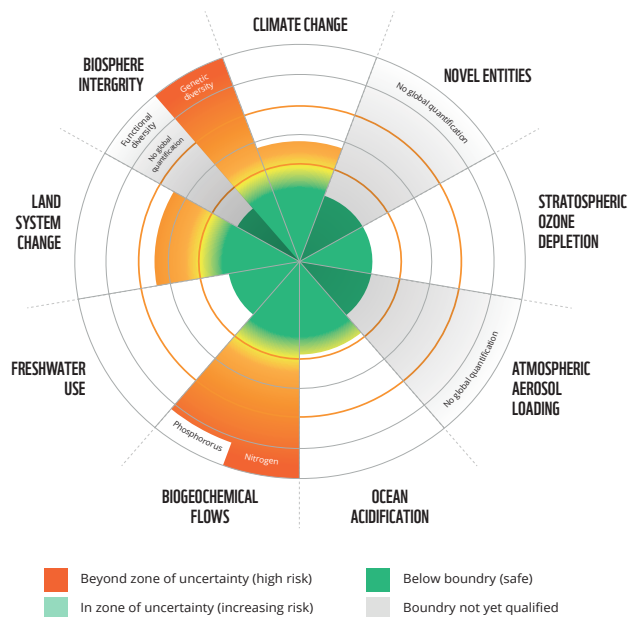 CLIMATE CHANGE
BIOSPHERE
INTERGRITY
NOVEL ENTITIES
Genetic
diversity
No global quantification
Functional
diversity
No global
quantification
LAND
SYSTEM
CHANGE
STRATOSPHERIC
OZONE
DEPLETION
FRESHWATER
USE
No global quantification
ATMOSPHERIC
AEROSOL
LOADING
Phosphororus
Nitrogen
BIOGEOCHEMICAL
FLOWS
OCEAN
ACIDIFICATION
Beyond zone of uncertainty (high risk)
Below boundry (safe)
In zone of uncertainty (increasing risk)
Boundry not yet qualified